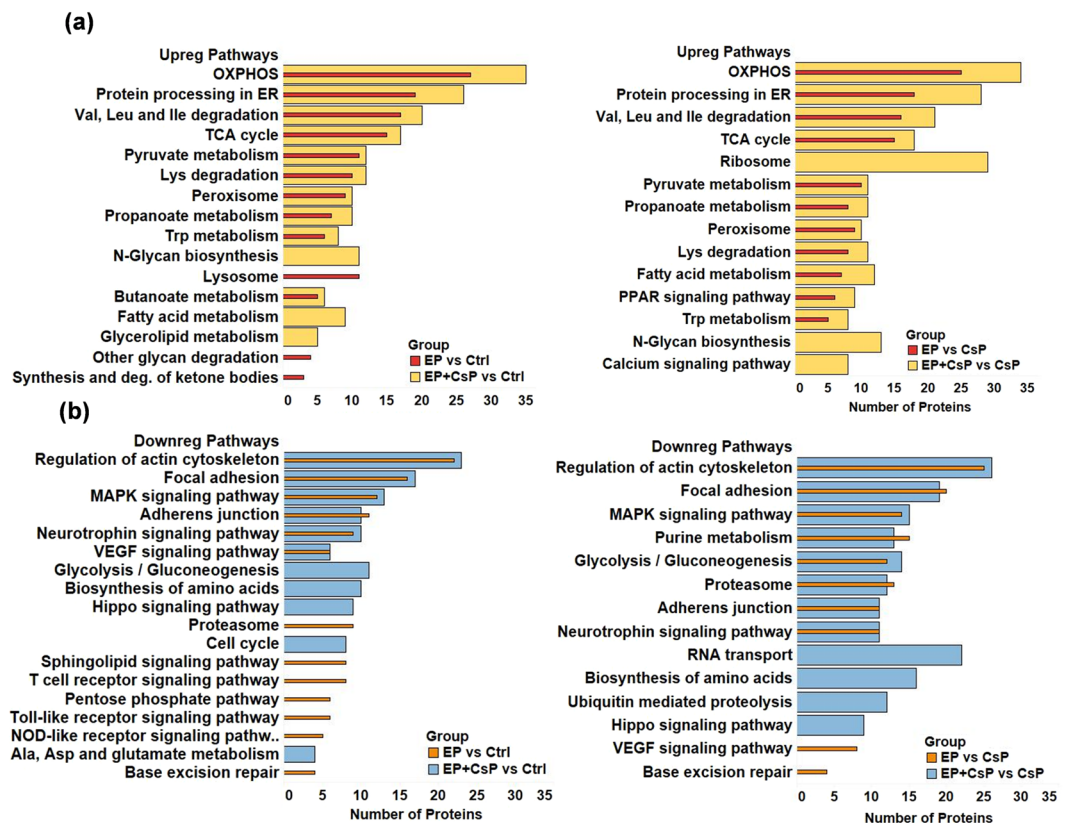 (a)
Upreg Pathways
OXPHOS
Protein processing in ER
Val, Leu and Ile degradation
TCA cycle
Pyruvate metabolism
Lys degradation
Peroxisome
Propanoate metabolism
Trp metabolism
N-Glycan biosynthesis
Lysosome
Butanoate metabolism
Fatty acid metabolism
Glycerolipid metabolism
Other glycan degradation
Synthesis and deg. of ketone bodies
Group
EP vs Ctrl
EP+CsP vs Ctrl
0 5 10 15 20 25 30 35
Upreg Pathways
OXPHOS
Protein processing in ER
Val, Leu and Ile degradation
TCA cycle
Ribosome
Pyruvate metabolism
Propanoate metabolism
Peroxisome
Lys degradation
Fatty acid metabolism
PPAR signaling pathway
Trp metabolism
N-Glycan biosynthesis
Calcium signaling pathway
Group
EP vs CsP
EP+CsP vs CsP
0 5 10 15 20 25 30 35
Number of Proteins
(b)
Downreg Pathways
Regulation of actin cytoskeleton
Focal adhesion
MAPK signaling pathway
Adherens junction
Neurotrophin signaling pathway
VEGF signaling pathway
Glycolysis / Gluconeogenesis
Biosynthesis of amino acids
Hippo signaling pathway
Proteasome
Cell cycle
Sphingolipid signaling pathway
T cell receptor signaling pathway
Pentose phosphate pathway
Toll-like receptor signaling pathway
NOD-like receptor signaling pathw..
Ala, Asp and glutamate metabolism
Base excision repair
Group
EP vs Ctrl
EP+CsP vs Ctrl
0 5 10 15 20 25 30 35
Number of Proteins
Downreg Pathways
Regulation of actin cytoskeleton
Focal adhesion
MAPK signaling pathway
Purine metabolism
Glycolysis / Gluconeogenesis
Proteasome
Adherens junction
Neurotrophin signaling pathway
RNA transport
Biosynthesis of amino acids
Ubiquitin mediated proteolysis
Hippo signaling pathway
VEGF signaling pathway
Base excision repair
Group
EP vs CsP
EP+CsP vs CsP
0 5 10 15 20 25 30 35
Number of Proteins